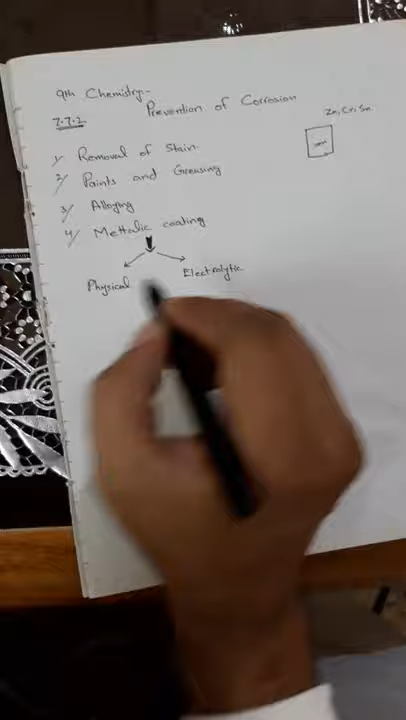 9th Chemistry.
7.7.2 Prevention of Corrosion
Zn, Cr, Sn
1/ Removal of Stain
2/ Paints and Greasing
3/ Alloying
4/ Mettalic coating
Physical Electrolytic